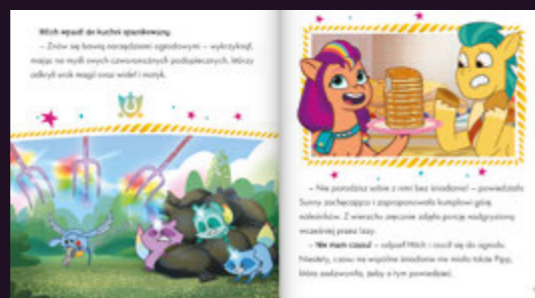 Hitch wpadł do kuchni spanikowany.
– Znów się bawią narzędziami ogrodowymi – wykrzyknął,
mając na myśli swych czworonożnych podopiecznych, którzy
odkryli urok magii oraz wideł i motyk.
– Nie poradzisz sobie z nimi bez śniadania! – powiedziała
Sunny zachęcająco i zaproponowała kumplowi górę
naleśników. Z wierzchu zręcznie zdjęła porcję nadgryzioną
wcześniej przez Izzy.
– Nie mam czasu! – odparł Hitch i rzucił się do ogrodu.
Niestety, czasu na wspólne śniadanie nie miała także Pipp,
która zadzwoniła, żeby o tym powiedzieć.